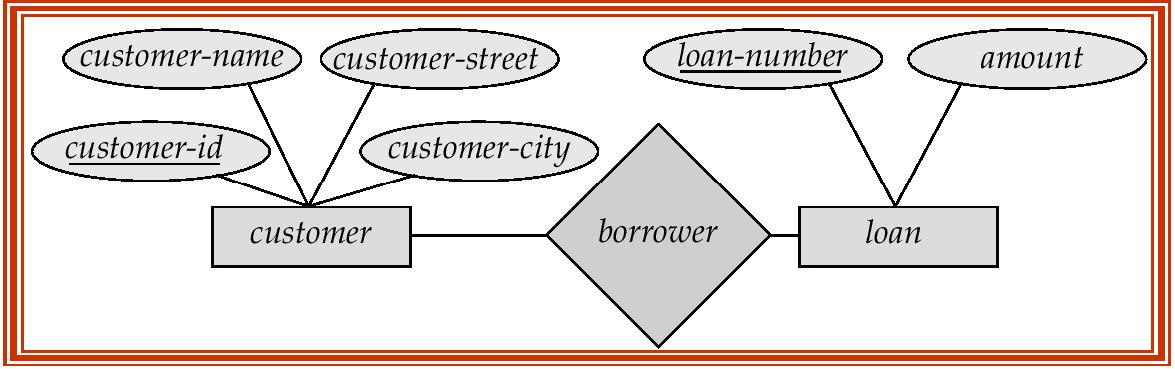 customer-name
customer-street
loan-number
amount
customer-id
customer-city
customer
borrower
loan